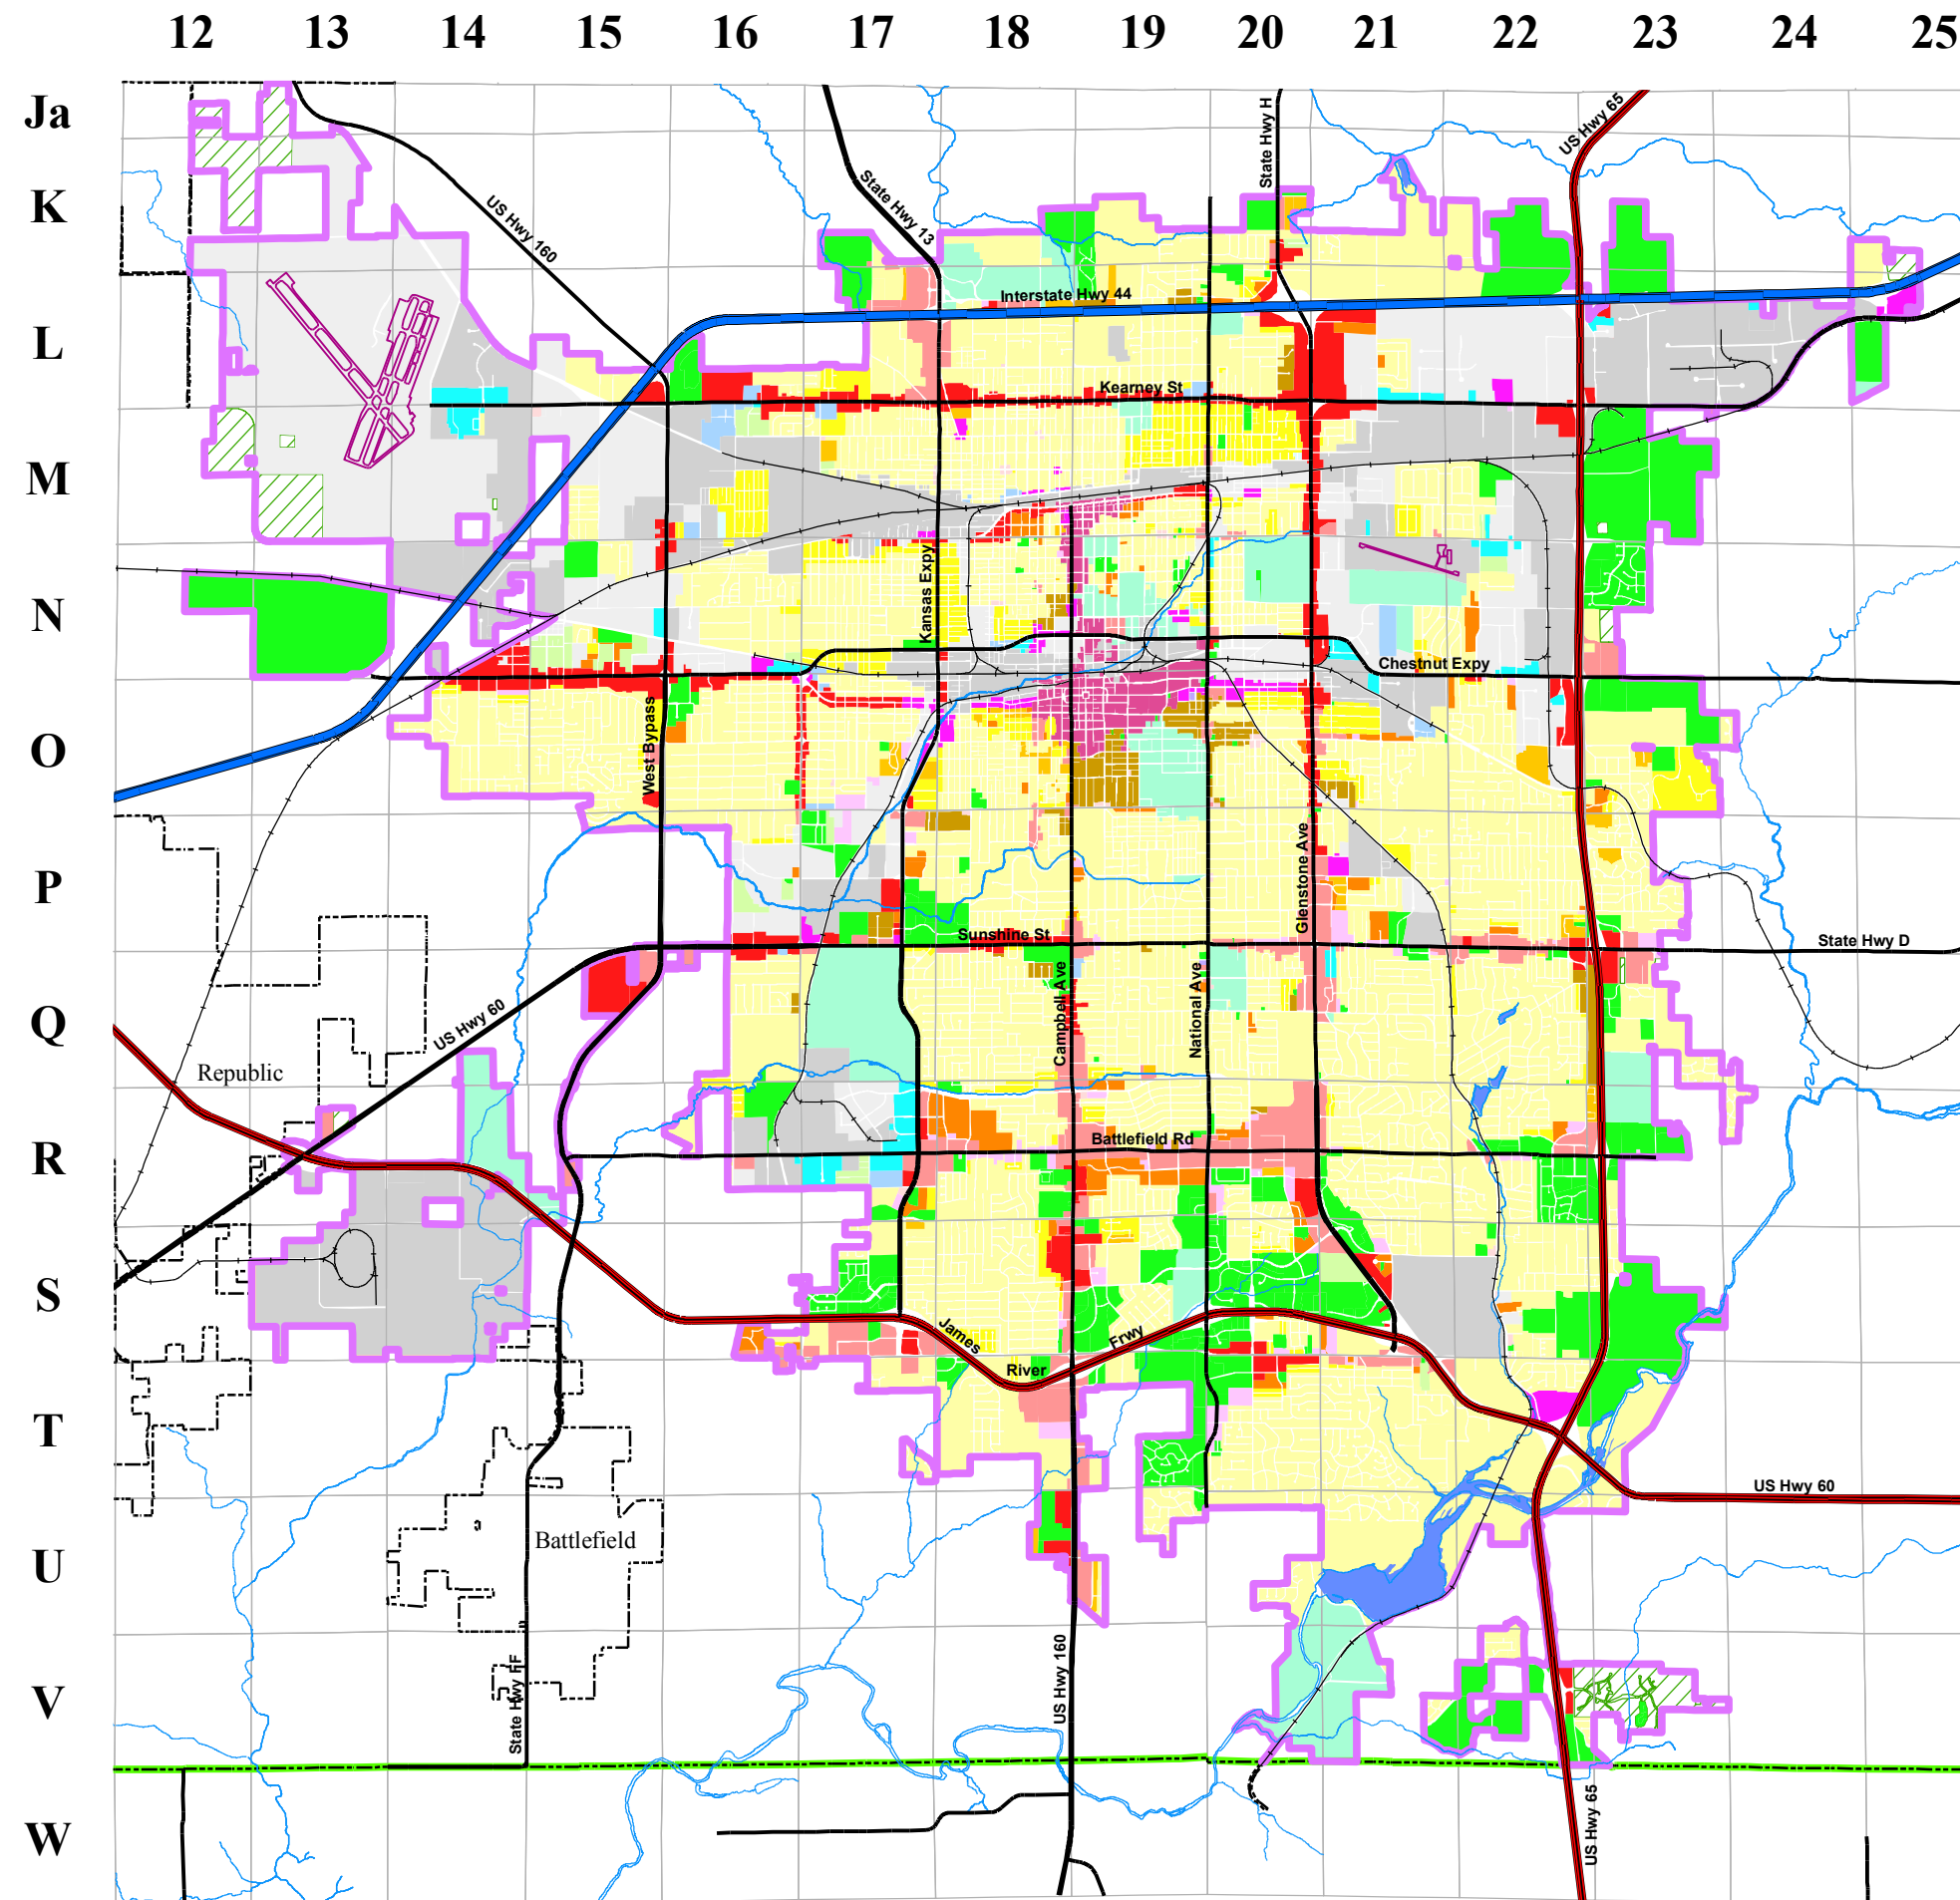 12 13 14 15 16 17 18 19 20 21 22 23 24 25
Ja
K
L
M
N
O
P
Q
R
S
T
U
V
W
US Hwy 160
State Hwy 13
State Hwy H
US Hwy 65
Interstate Hwy 44
Kearney St
Kansas Expy
Chestnut Expy
West Bypass
Glenstone Ave
Sunshine St
State Hwy D
Campbell Ave
National Ave
US Hwy 60
Republic
Battlefield Rd
James
River
Frwy
US Hwy 60
Battlefield
State Hwy FF
US Hwy 160
US Hwy 65